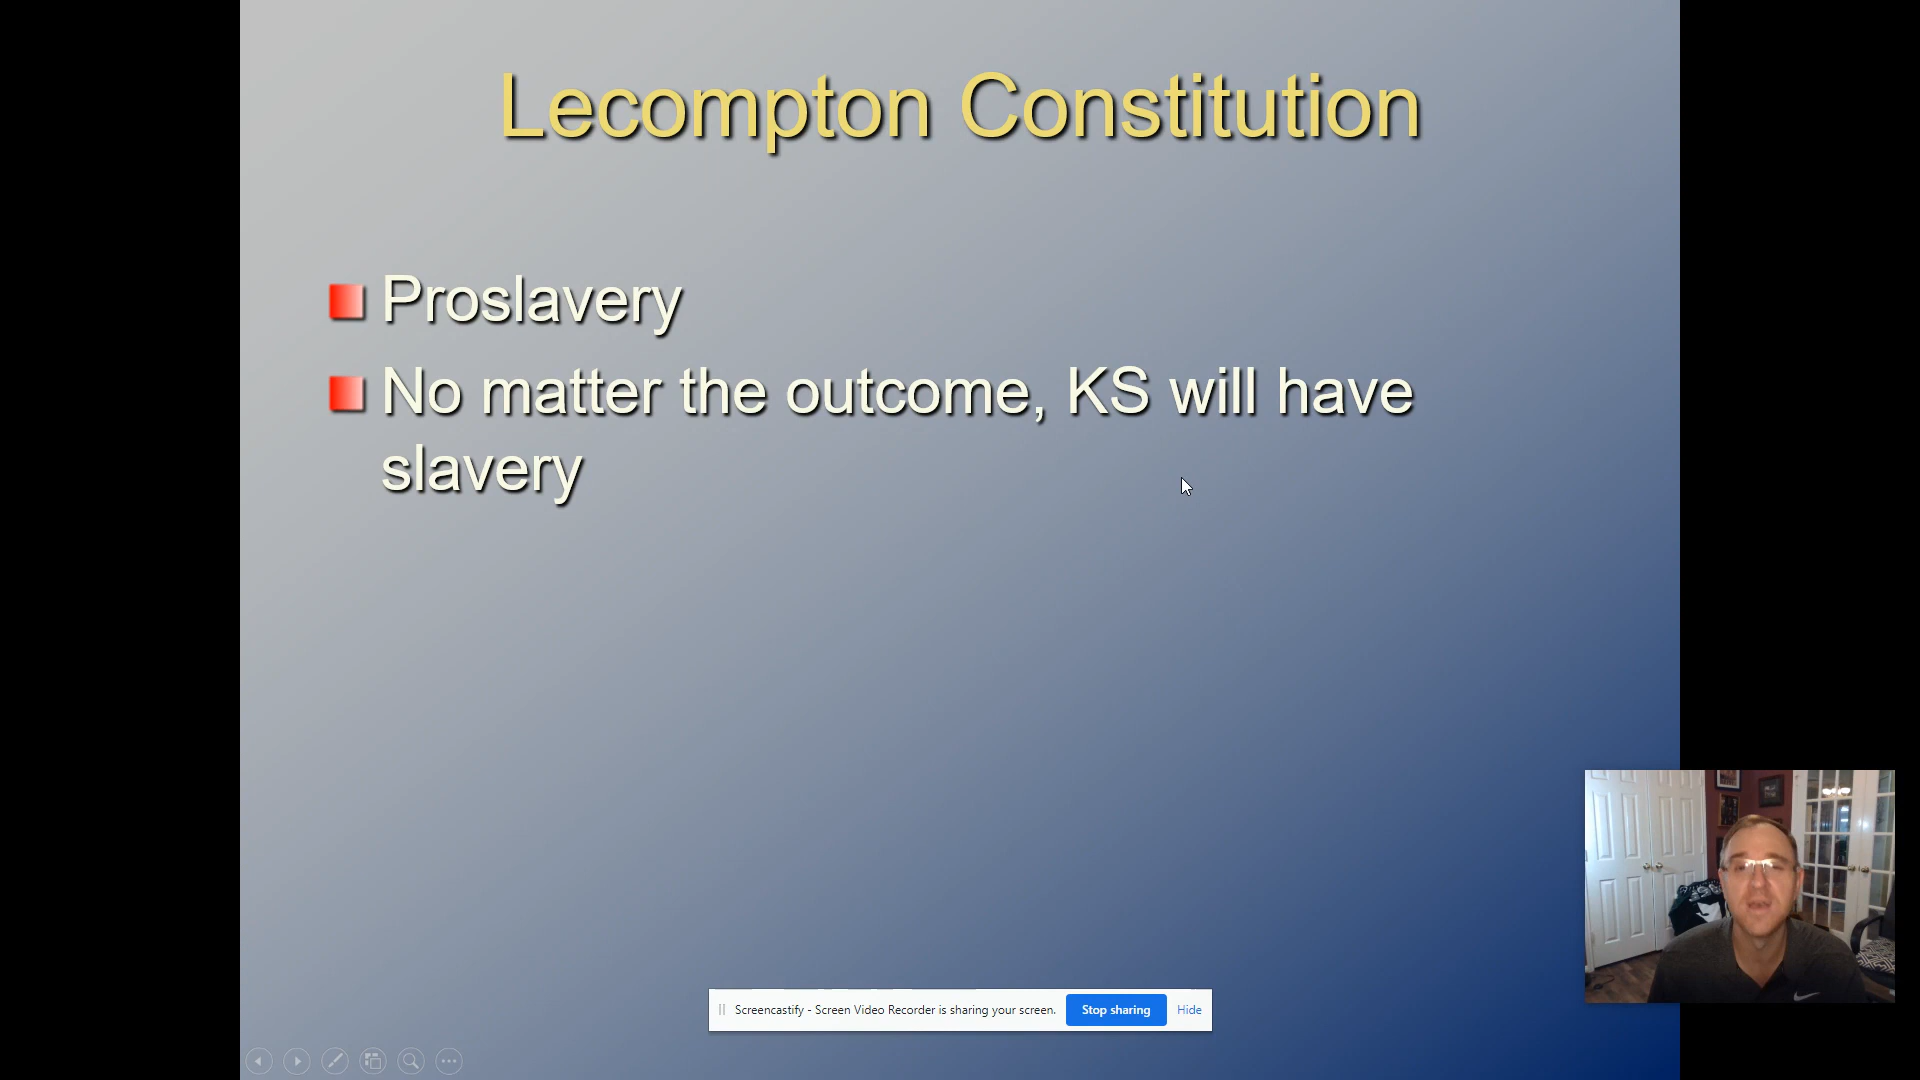 Lecompton Constitution
Proslavery
No matter the outcome, KS will have
slavery
Screencastify - Screen Video Recorder is sharing your screen.
Stop sharing
Hide